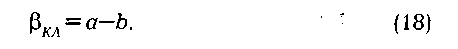 β_КЛ = a−b. (18)